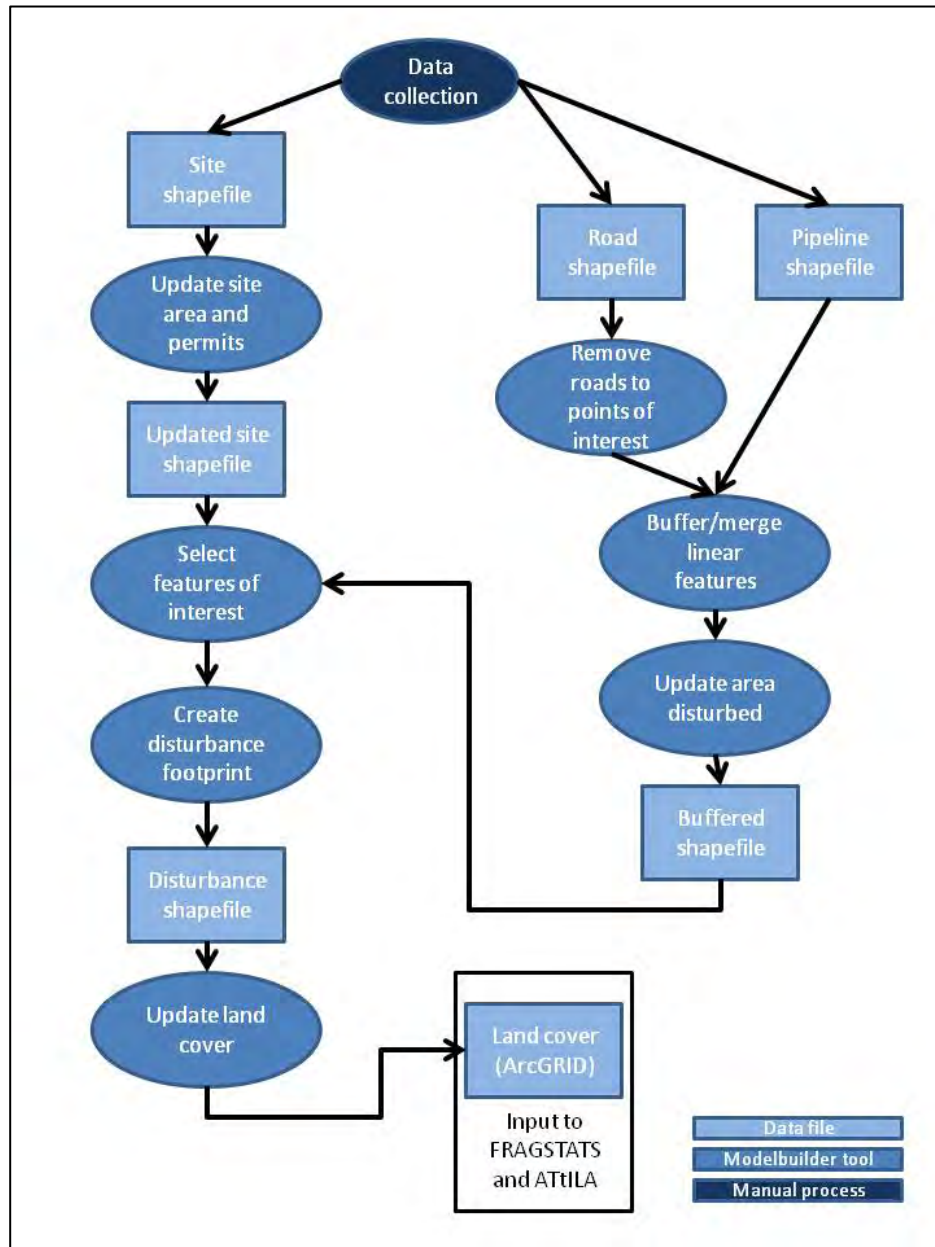 Data
collection
Site
shapefile
Road
shapefile
Pipeline
shapefile
Update site
area and
permits
Remove
roads to
points of
interest
Updated site
shapefile
Select
features of
interest
Buffer/merge
linear
features
Create
disturbance
footprint
Update area
disturbed
Buffered
shapefile
Disturbance
shapefile
Update land
cover
Land cover
(ArcGRID)
Input to
FRAGSTATS
and ATtILA
Data file
Modelbuilder tool
Manual process